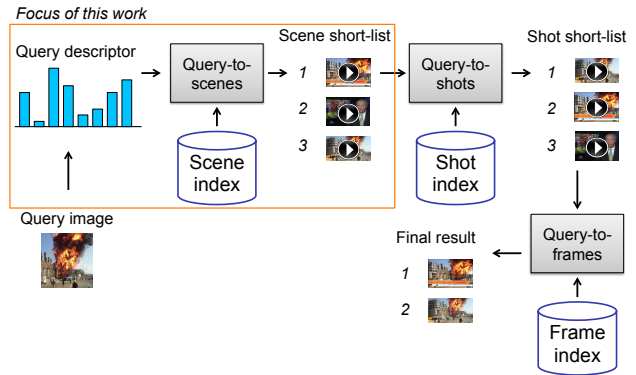 Focus of this work
Query descriptor
Query-to-
scenes
Scene short-list
1
2
3
Scene
index
Query-to-
shots
Shot
index
Shot short-list
1
2
3
Query image
Query-to-
frames
Frame
index
Final result
1
2